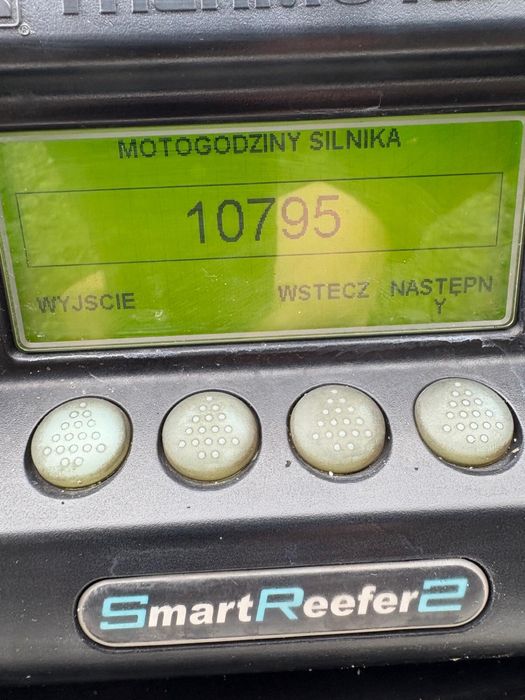 MOTOGODZINY SILNIKA
10795
WYJSCIE WSTECZ NASTĘPN
Y
SmartReefer2